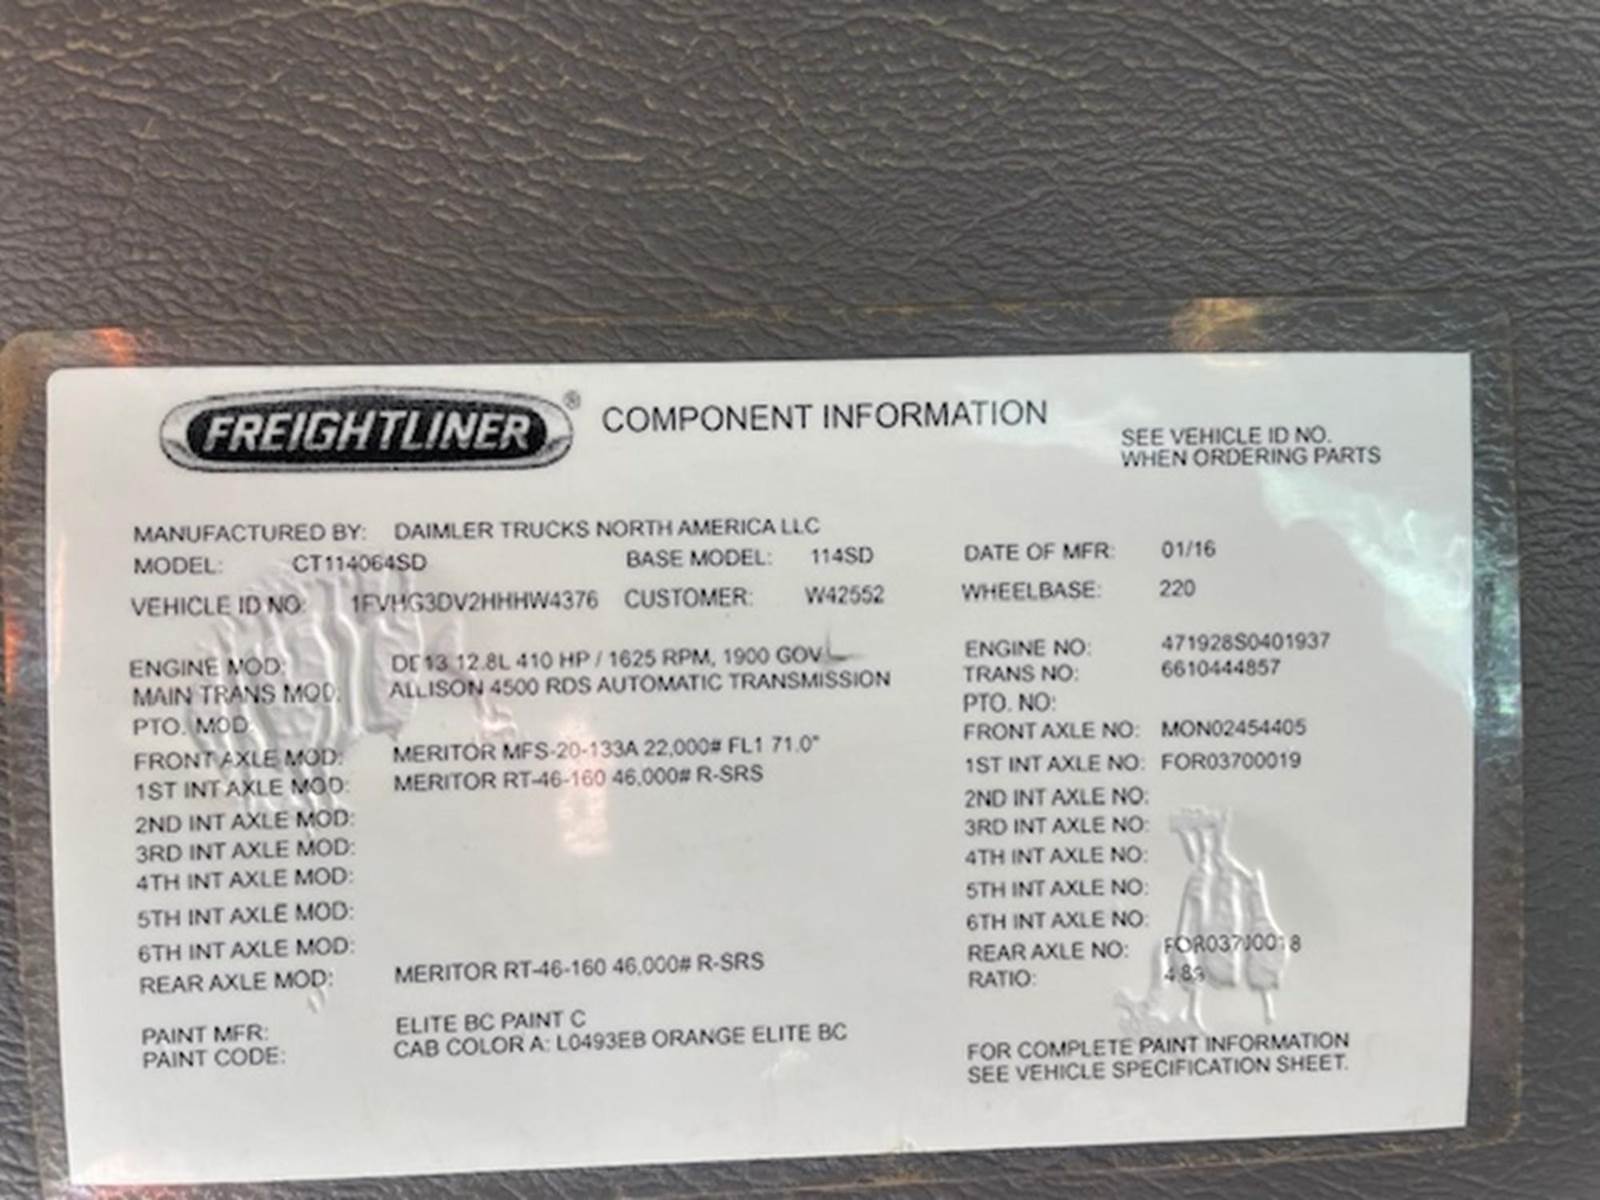 FREIGHTLINER® COMPONENT INFORMATION
SEE VEHICLE ID NO.
WHEN ORDERING PARTS
MANUFACTURED BY: DAIMLER TRUCKS NORTH AMERICA LLC
MODEL: CT114064SD BASE MODEL: 114SD DATE OF MFR: 01/16
VEHICLE ID NO: 1FVHG3DV2HHHW4376 CUSTOMER: W42552 WHEELBASE: 220
ENGINE MOD: DD13 12.8L 410 HP / 1625 RPM, 1900 GOV ENGINE NO: 471928S0401937
MAIN TRANS MOD: ALLISON 4500 RDS AUTOMATIC TRANSMISSION TRANS NO: 6610444857
PTO. MOD: PTO. NO:
FRONT AXLE MOD: MERITOR MFS-20-133A 22,000# FL1 71.0" FRONT AXLE NO: MON02454405
1ST INT AXLE MOD: MERITOR RT-46-160 46,000# R-SRS 1ST INT AXLE NO: FOR03700019
2ND INT AXLE MOD: 2ND INT AXLE NO:
3RD INT AXLE MOD: 3RD INT AXLE NO:
4TH INT AXLE MOD: 4TH INT AXLE NO:
5TH INT AXLE MOD: 5TH INT AXLE NO:
6TH INT AXLE MOD: 6TH INT AXLE NO:
REAR AXLE MOD: MERITOR RT-46-160 46,000# R-SRS REAR AXLE NO: FOR03700018
RATIO:
PAINT MFR: ELITE BC PAINT C
PAINT CODE: CAB COLOR A: L0493EB ORANGE ELITE BC
FOR COMPLETE PAINT INFORMATION
SEE VEHICLE SPECIFICATION SHEET.